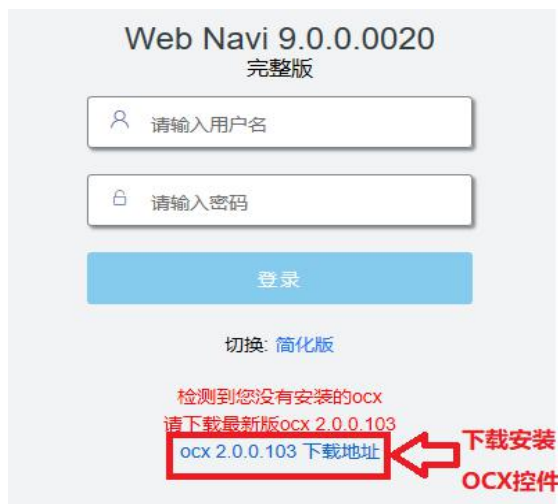 Web Navi 9.0.0.0020
完整版
请输入用户名
请输入密码
登录
切换: 简化版
检测到您没有安装的ocx
请下载最新版ocx 2.0.0.103
ocx 2.0.0.103 下载地址
下载安装
OCX控件